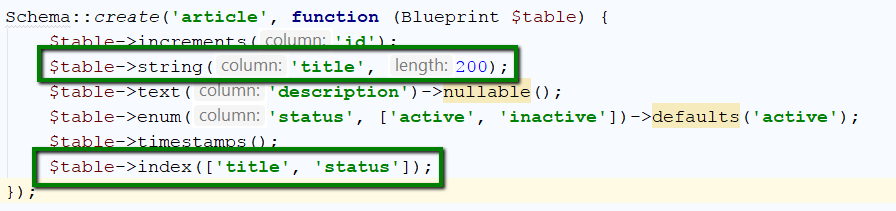 Schema::create('article', function (Blueprint $table) {
$table->increments( column: 'id');
$table->string( column: 'title', length: 200);
$table->text( column: 'description')->nullable();
$table->enum( column: 'status', ['active', 'inactive'])->defaults('active');
$table->timestamps();
$table->index(['title', 'status']);
});